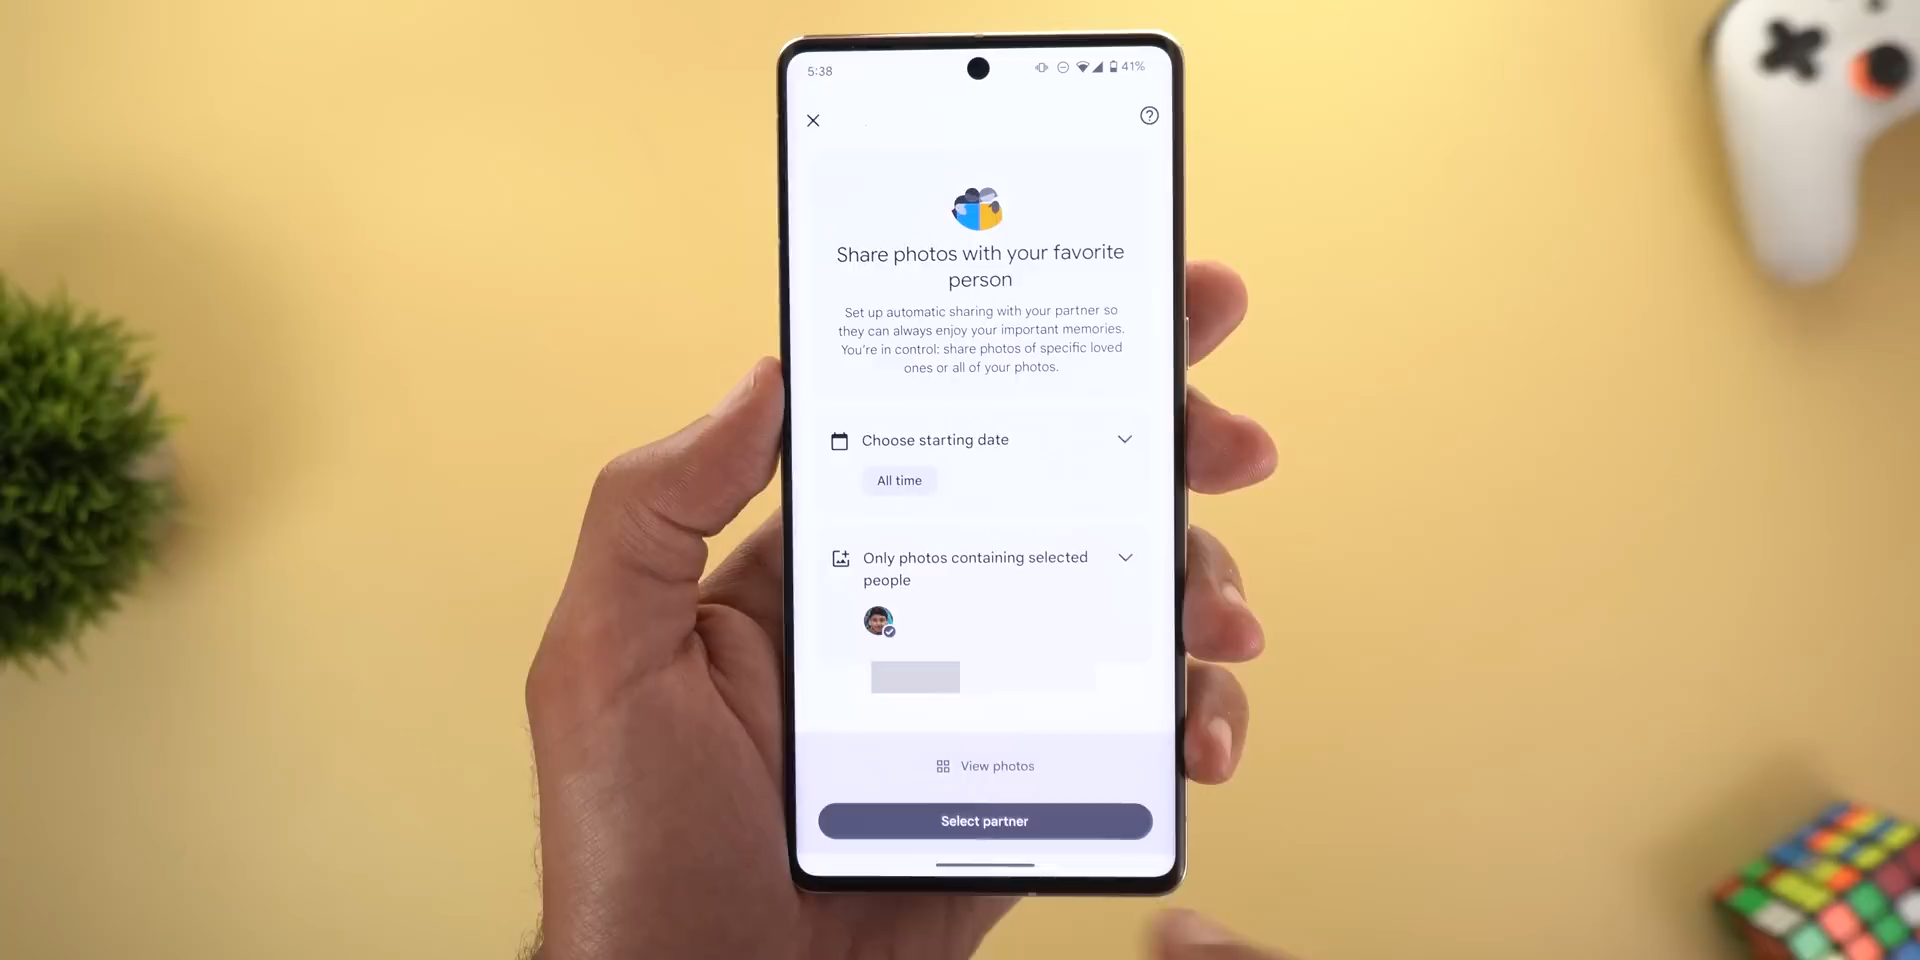 5:38
41%
Share photos with your favorite
person
Set up automatic sharing with your partner so
they can always enjoy your important memories.
You're in control: share photos of specific loved
ones or all of your photos.
Choose starting date
All time
Only photos containing selected
people
View photos
Select partner